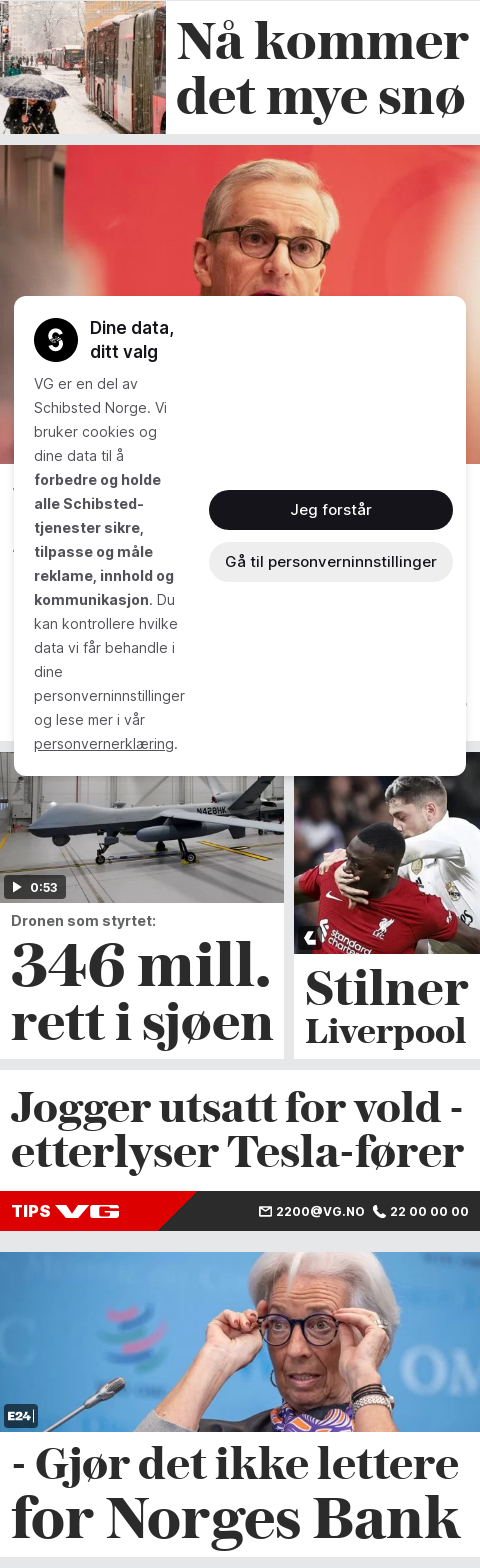 Nå kommer
det mye snø
Dine data,
ditt valg
VG er en del av
Schibsted Norge. Vi
bruker cookies og
dine data til å
forbedre og holde
alle Schibsted-
tjenester sikre,
tilpasse og måle
reklame, innhold og
kommunikasjon. Du
kan kontrollere hvilke
data vi får behandle i
dine
personverninnstillinger
og lese mer i vår
personvernerklæring.
Jeg forstår
Gå til personverninnstillinger
N428HK
0:53
Dronen som styrtet:
346 mill.
rett i sjøen
standard
chartered
Stilner
Liverpool
Jogger utsatt for vold -
etterlyser Tesla-fører
TIPS VG
2200@VG.NO 22 00 00 00
OM
E24
- Gjør det ikke lettere
for Norges Bank